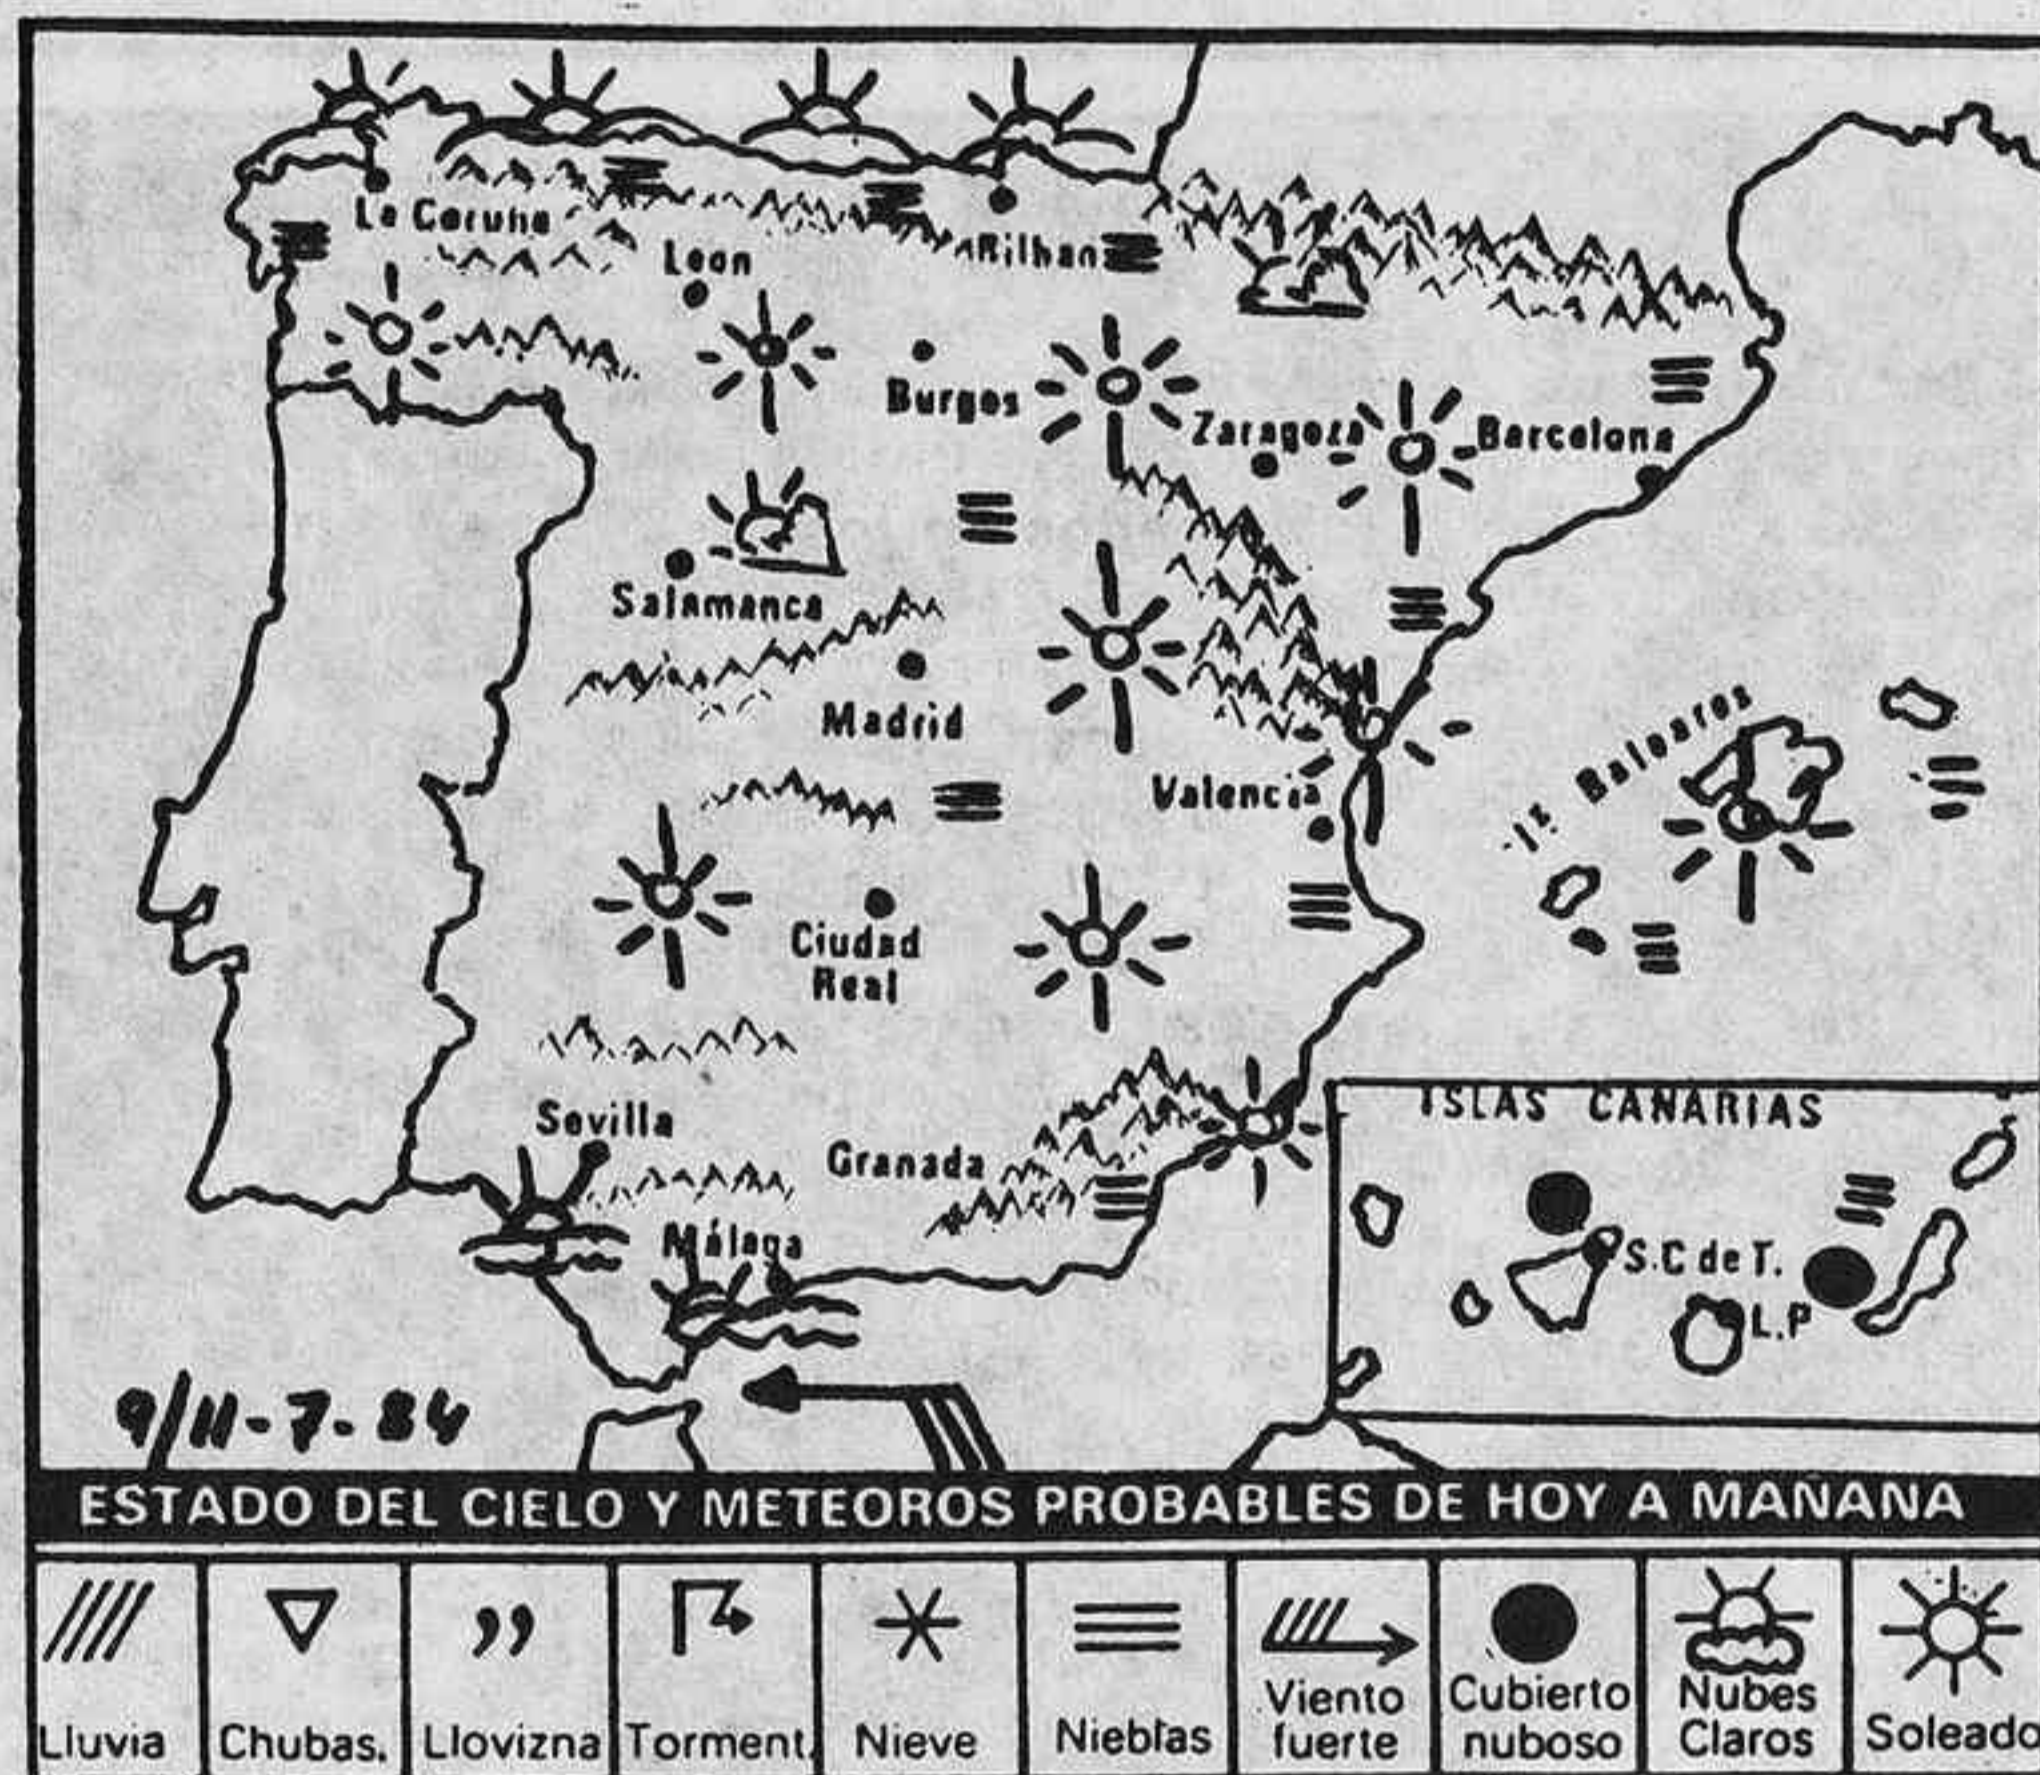 La Coruña
Leon
Bilbao
Burgos
Zaragoza
Barcelona
Salamanca
Madrid
Is. Baleares
Valencia
Ciudad
Real
Sevilla
Granada
Málaga
ISLAS CANARIAS
S.C de T.
L.P
9/11-7-84
ESTADO DEL CIELO Y METEOROS PROBABLES DE HOY A MAÑANA
Lluvia
Chubas.
Llovizna
Torment.
Nieve
Nieblas
Viento
fuerte
Cubierto
nuboso
Nubes
Claros
Soleado